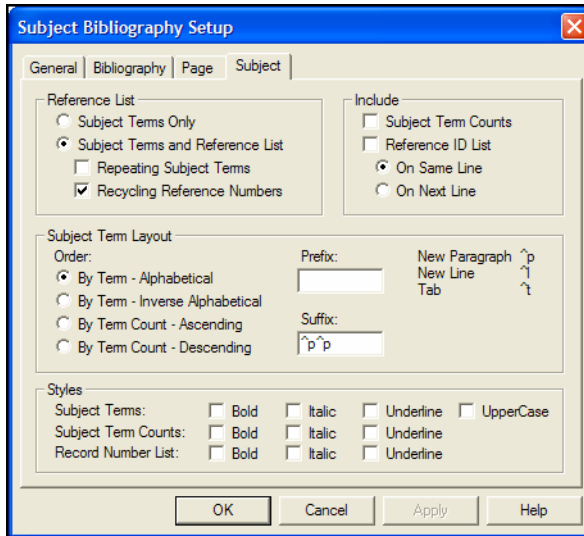 Subject Bibliography Setup
General Bibliography Page Subject
Reference List
Subject Terms Only
Subject Terms and Reference List
Repeating Subject Terms
Recycling Reference Numbers
Include
Subject Term Counts
Reference ID List
On Same Line
On Next Line
Subject Term Layout
Order:
By Term - Alphabetical
By Term - Inverse Alphabetical
By Term Count - Ascending
By Term Count - Descending
Prefix:
Suffix:
^p^p
New Paragraph ^p
New Line ^l
Tab ^t
Styles
Subject Terms: Bold Italic Underline UpperCase
Subject Term Counts: Bold Italic Underline
Record Number List: Bold Italic Underline
OK Cancel Apply Help